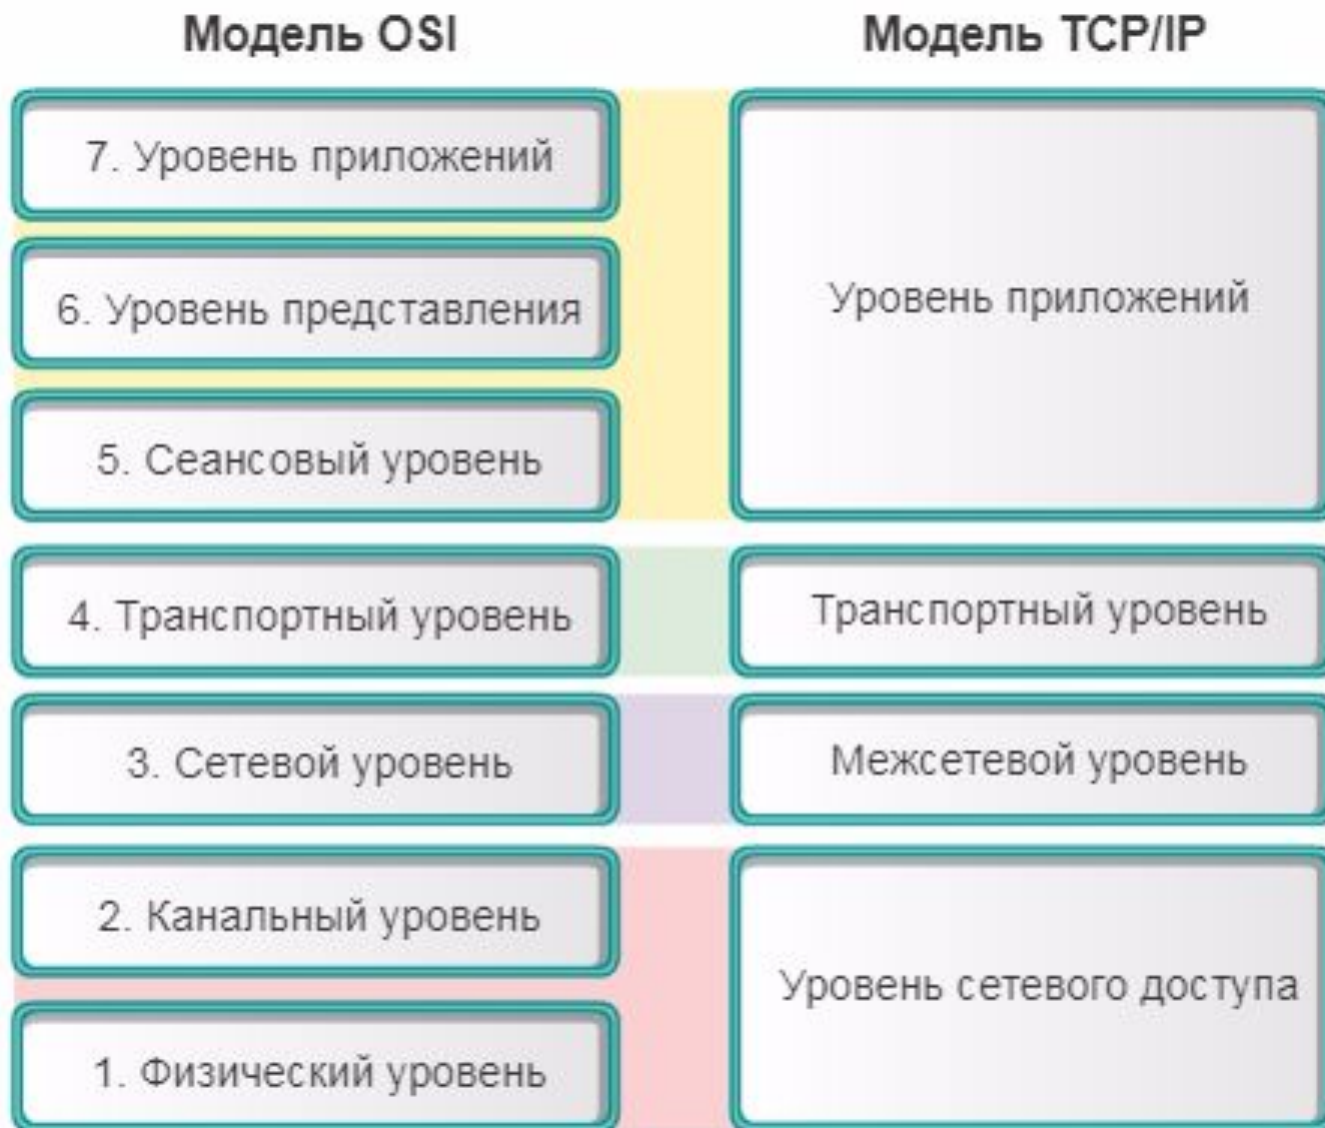 Модель OSI
Модель TCP/IP
7. Уровень приложений
6. Уровень представления
5. Сеансовый уровень
4. Транспортный уровень
3. Сетевой уровень
2. Канальный уровень
1. Физический уровень
Уровень приложений
Транспортный уровень
Межсетевой уровень
Уровень сетевого доступа